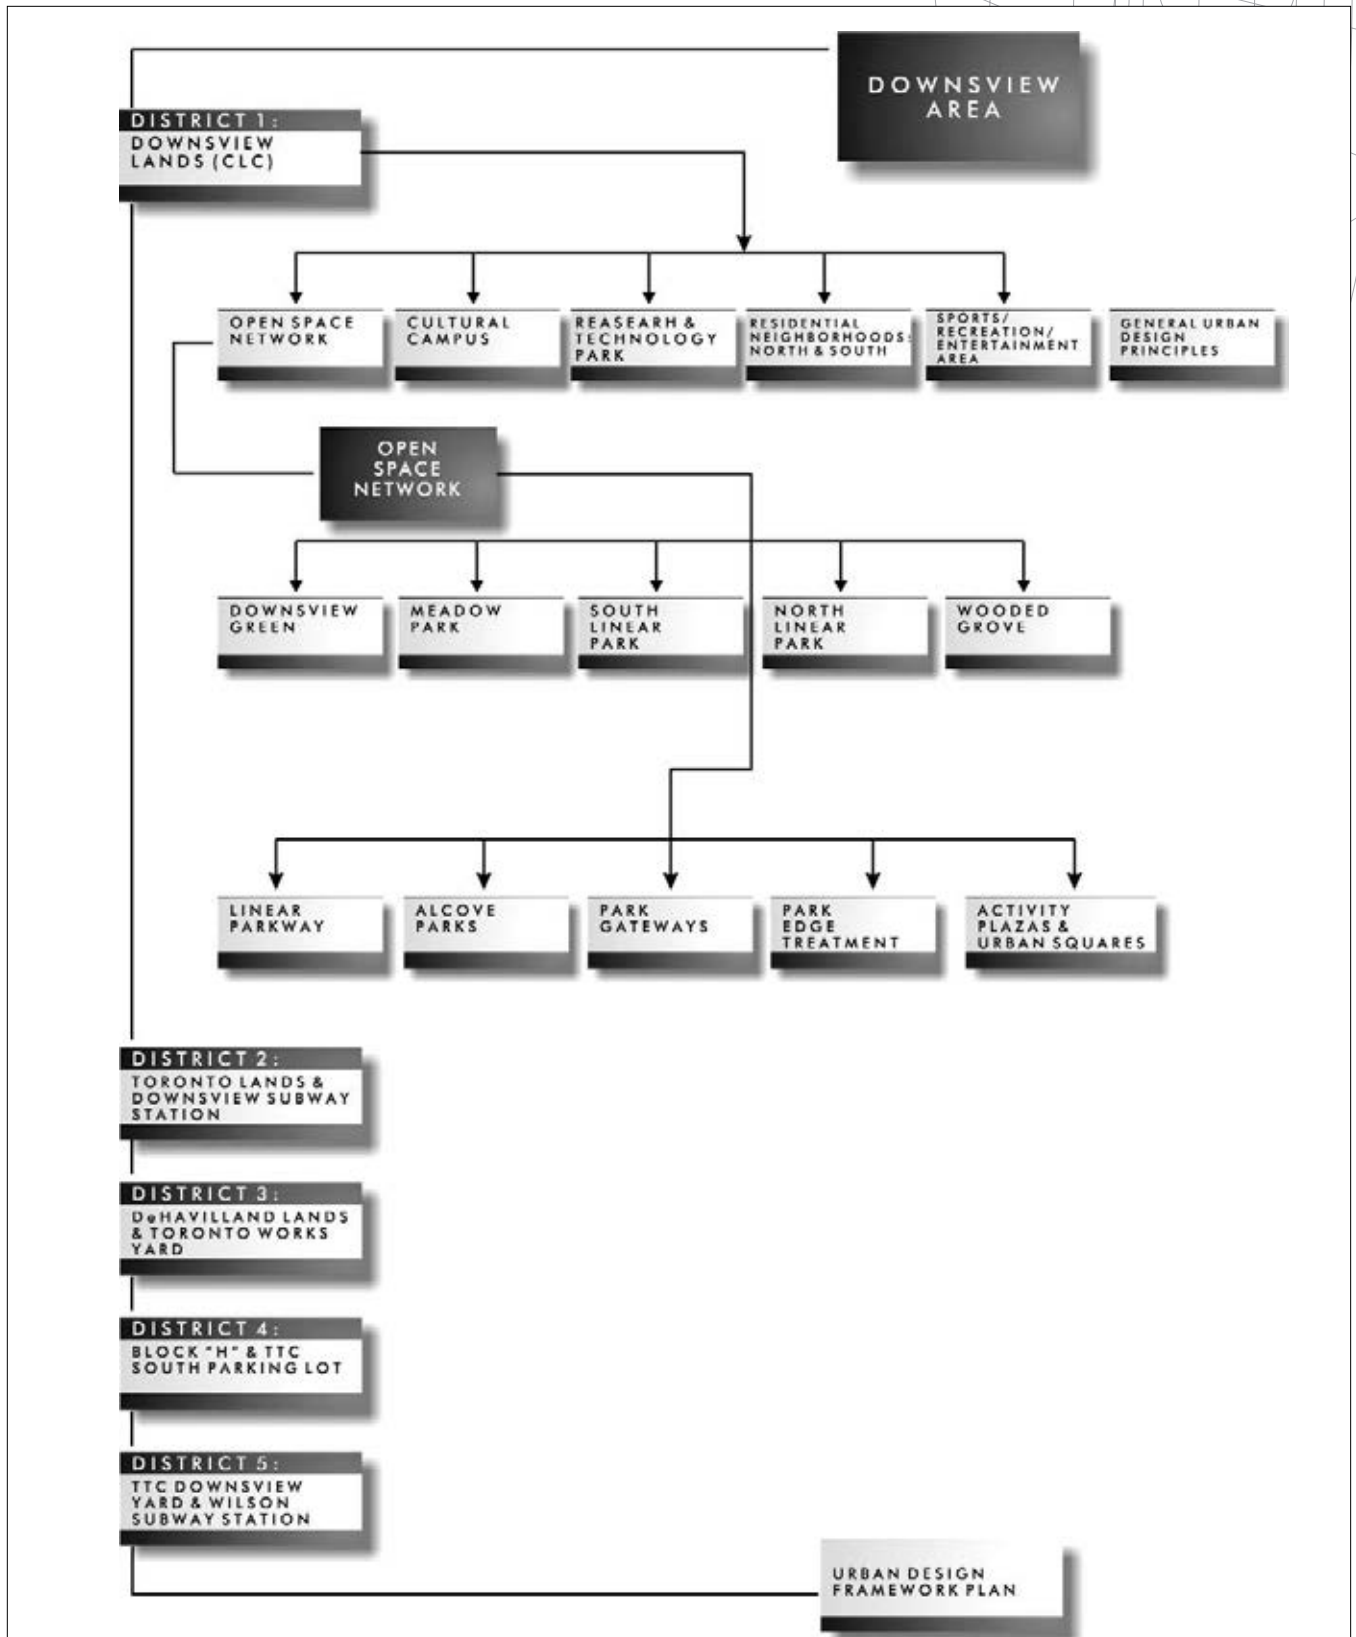 DOWNSVIEW
AREA
DISTRICT 1:
DOWNSVIEW
LANDS (CLC)
OPEN SPACE
NETWORK
CULTURAL
CAMPUS
REASEARH &
TECHNOLOGY
PARK
RESIDENTIAL
NEIGHBORHOODS:
NORTH & SOUTH
SPORTS/
RECREATION/
ENTERTAINMENT
AREA
GENERAL URBAN
DESIGN
PRINCIPLES
OPEN
SPACE
NETWORK
DOWNSVIEW
GREEN
MEADOW
PARK
SOUTH
LINEAR
PARK
NORTH
LINEAR
PARK
WOODED
GROVE
LINEAR
PARKWAY
ALCOVE
PARKS
PARK
GATEWAYS
PARK
EDGE
TREATMENT
ACTIVITY
PLAZAS &
URBAN SQUARES
DISTRICT 2:
TORONTO LANDS &
DOWNSVIEW SUBWAY
STATION
DISTRICT 3:
DeHAVILLAND LANDS
& TORONTO WORKS
YARD
DISTRICT 4:
BLOCK "H" & TTC
SOUTH PARKING LOT
DISTRICT 5:
TTC DOWNSVIEW
YARD & WILSON
SUBWAY STATION
URBAN DESIGN
FRAMEWORK PLAN